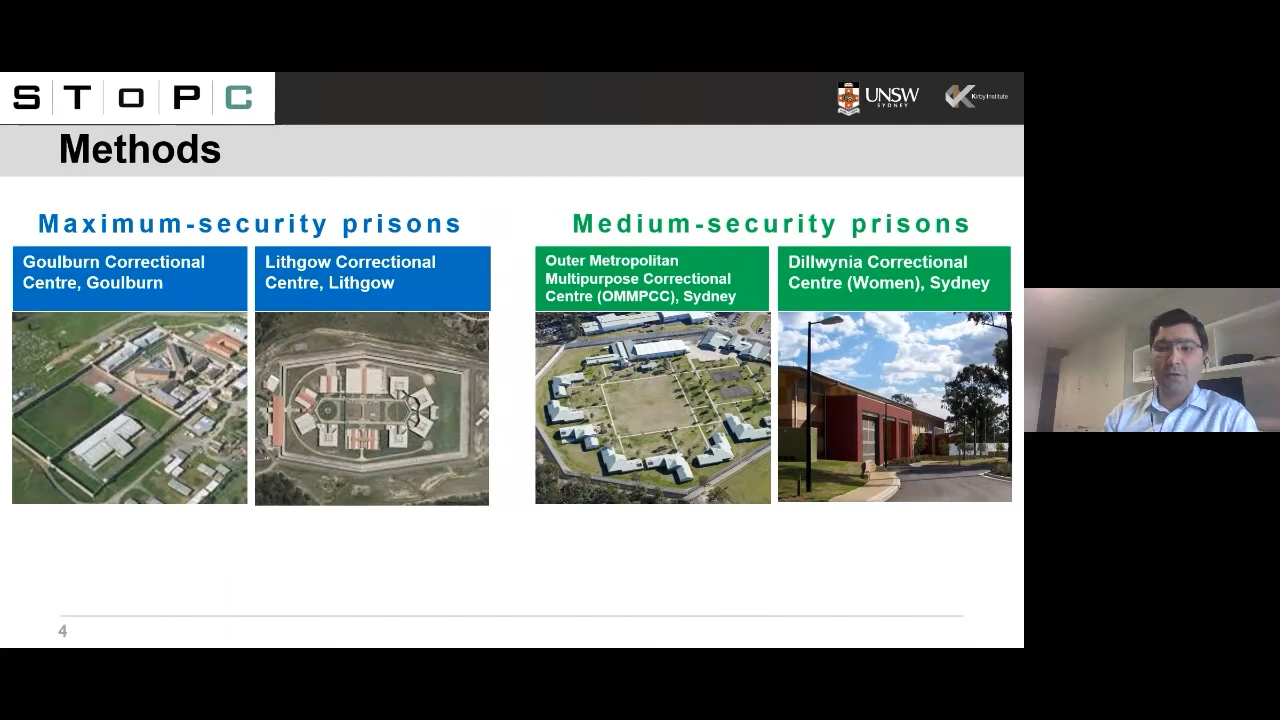 STOPC
UNSW
SYDNEY
Kirby Institute
Methods
Maximum-security prisons
Medium-security prisons
Goulburn Correctional
Centre, Goulburn
Lithgow Correctional
Centre, Lithgow
Outer Metropolitan
Multipurpose Correctional
Centre (OMMPCC), Sydney
Dillwynia Correctional
Centre (Women), Sydney
4